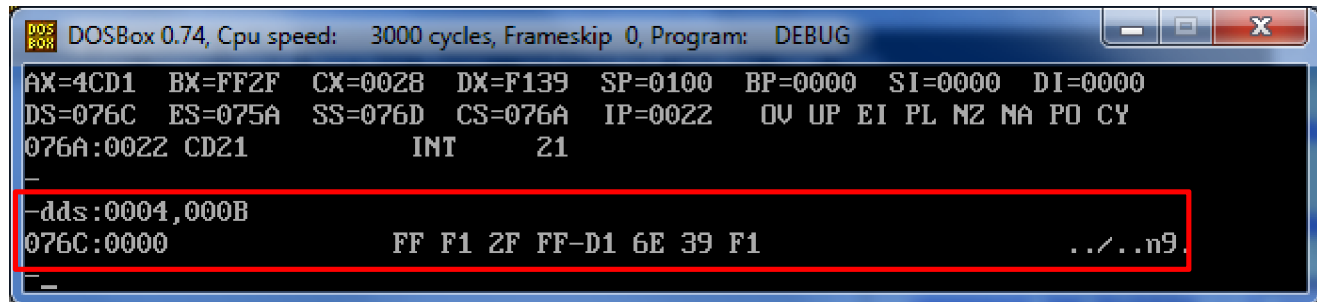 DOS BOX DOSBox 0.74, Cpu speed: 3000 cycles, Frameskip 0, Program: DEBUG
AX=4CD1 BX=FF2F CX=0028 DX=F139 SP=0100 BP=0000 SI=0000 DI=0000
DS=076C ES=075A SS=076D CS=076A IP=0022 OV UP EI PL NZ NA PO CY
076A:0022 CD21 INT 21
-
-dds:0004,000B
076C:0000 FF F1 2F FF-D1 6E 39 F1 ../..n9.
-_